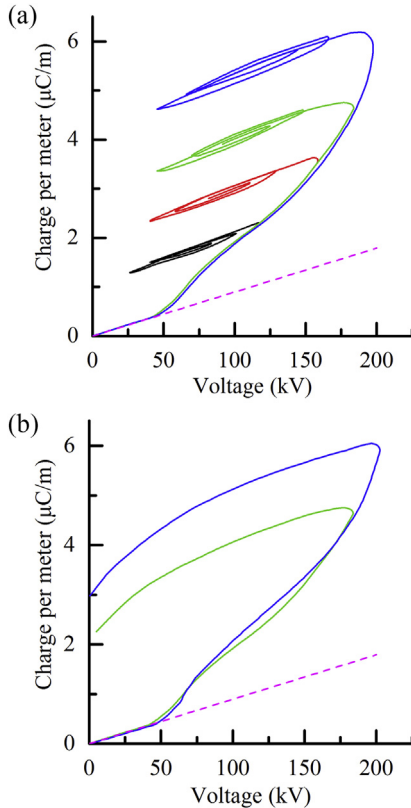 (a)
Charge per meter (μC/m)
6
4
2
0
0 50 100 150 200
Voltage (kV)
(b)
Charge per meter (μC/m)
6
4
2
0
0 50 100 150 200
Voltage (kV)